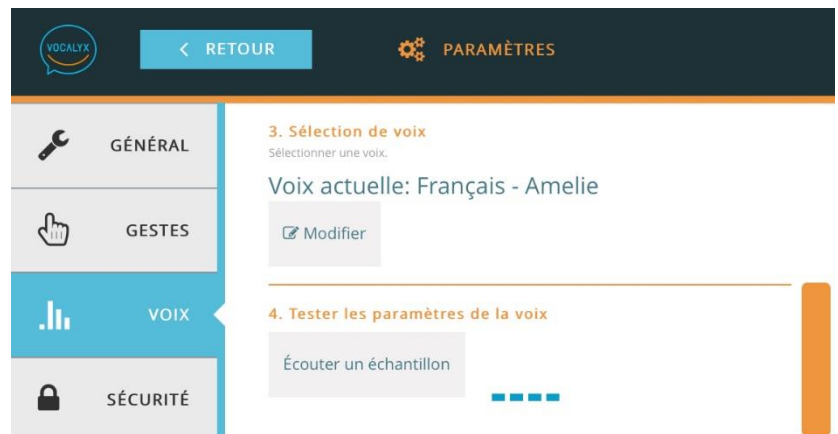 VOCALYX
RETOUR
PARAMÈTRES
GÉNÉRAL
GESTES
VOIX
SÉCURITÉ
3. Sélection de voix
Sélectionner une voix.
Voix actuelle: Français - Amelie
Modifier
4. Tester les paramètres de la voix
Écouter un échantillon